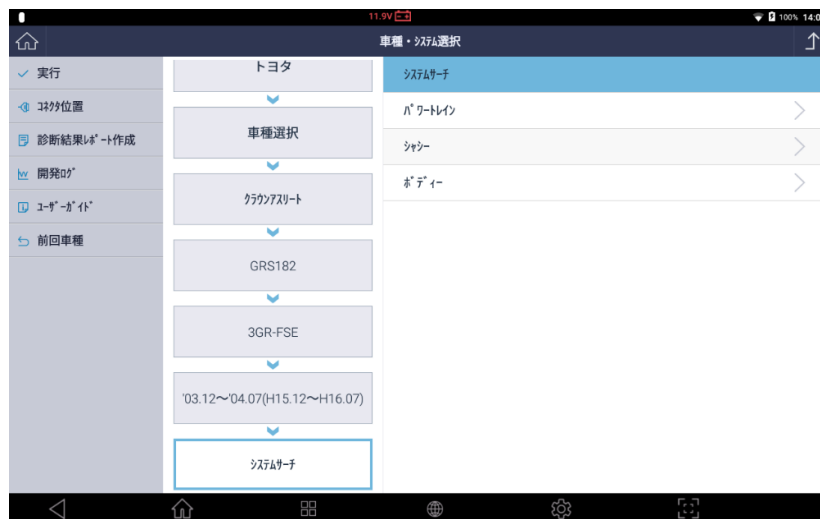 11.9V
100% 14:0
車種・ｼｽﾃﾑ選択
実行
ｺﾈｸﾀ位置
診断結果ﾚﾎﾟｰﾄ作成
開発ﾛｸﾞ
ﾕｰｻﾞｰｶﾞｲﾄﾞ
前回車種
トヨタ
車種選択
ｸﾗｳﾝｱｽﾘｰﾄ
GRS182
3GR-FSE
'03.12～'04.07(H15.12～H16.07)
ｼｽﾃﾑｻｰﾁ
ｼｽﾃﾑｻｰﾁ
ﾊﾟﾜｰﾄﾚｲﾝ
ｼｬｼｰ
ﾎﾞﾃﾞｨｰ